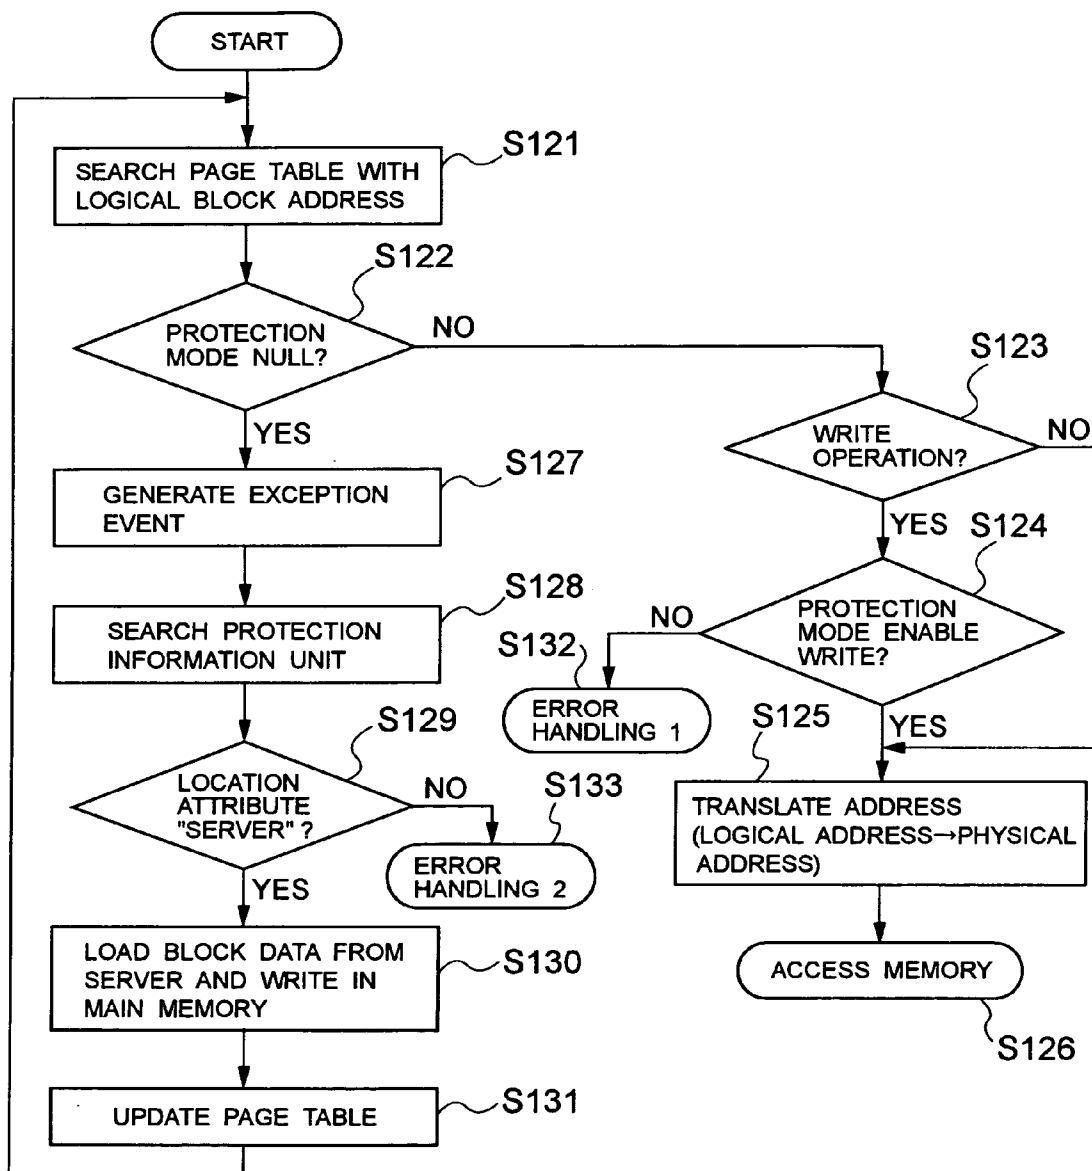 START
S121
SEARCH PAGE TABLE WITH
LOGICAL BLOCK ADDRESS
S122
PROTECTION
MODE NULL?
NO
YES
S123
WRITE
OPERATION?
NO
YES
S127
GENERATE EXCEPTION
EVENT
S124
PROTECTION
MODE ENABLE
WRITE?
NO
YES
S128
SEARCH PROTECTION
INFORMATION UNIT
S132
ERROR
HANDLING 1
S125
TRANSLATE ADDRESS
(LOGICAL ADDRESS→PHYSICAL
ADDRESS)
S129
LOCATION
ATTRIBUTE
"SERVER" ?
NO
YES
S133
ERROR
HANDLING 2
S130
LOAD BLOCK DATA FROM
SERVER AND WRITE IN
MAIN MEMORY
ACCESS MEMORY
S126
S131
UPDATE PAGE TABLE